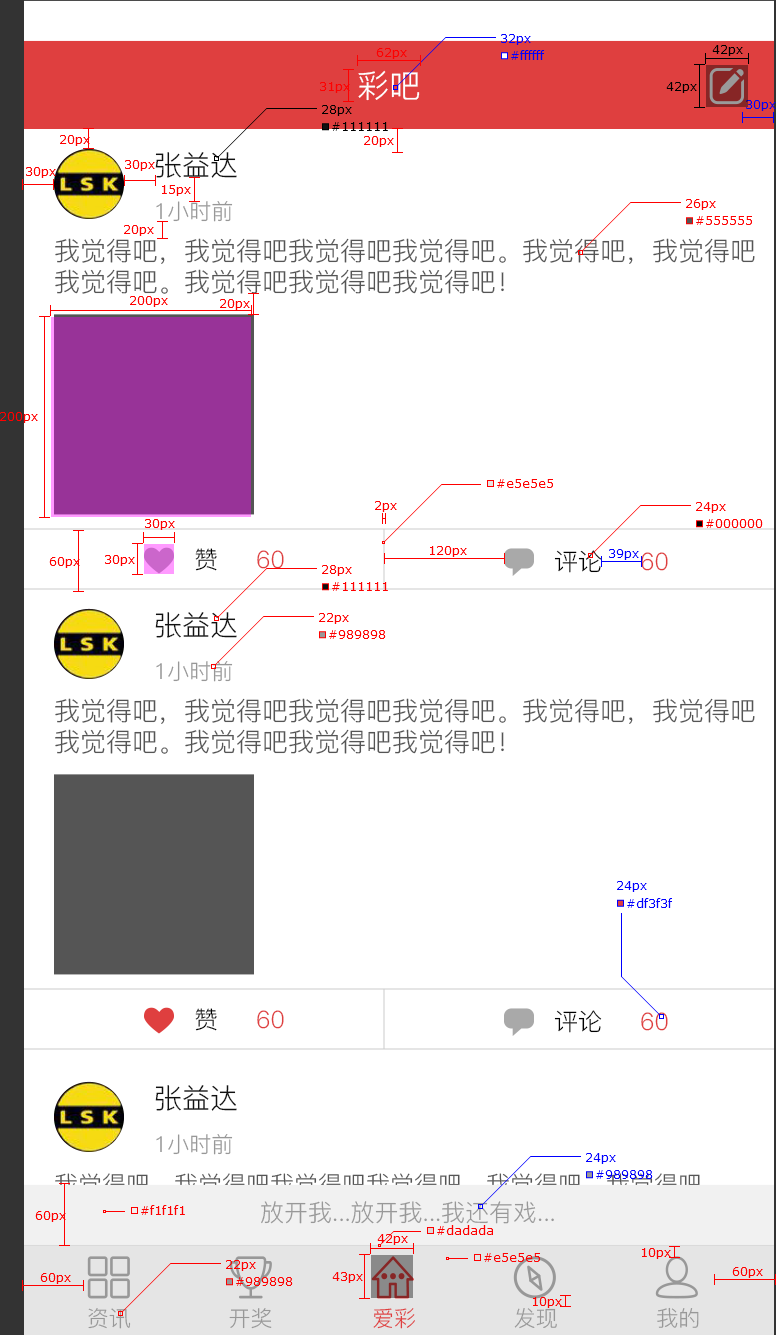 32px
62px
42px
#ffffff
31px
彩吧
42px
30px
28px
#111111
20px
20px
30px
30px
LSK
张益达
15px
1小时前
26px
#555555
20px
我觉得吧，我觉得吧我觉得吧我觉得吧。我觉得吧，我觉得吧
我觉得吧。我觉得吧我觉得吧我觉得吧！
200px
20px
200px
#e5e5e5
2px
24px
#000000
30px
60px
30px
赞
60
120px
评论
39px
60
28px
#111111
LSK
张益达
22px
#989898
1小时前
我觉得吧，我觉得吧我觉得吧我觉得吧。我觉得吧，我觉得吧
我觉得吧。我觉得吧我觉得吧我觉得吧！
24px
#df3f3f
赞
60
评论
60
LSK
张益达
1小时前
24px
#989898
我觉得吧，我觉得吧我觉得吧我觉得吧。我觉得吧，我觉得吧
60px
#f1f1f1
放开我...放开我...我还有戏...
#dadada
42px
#e5e5e5
10px
22px
#989898
60px
43px
60px
10px
资讯
开奖
爱彩
发现
我的